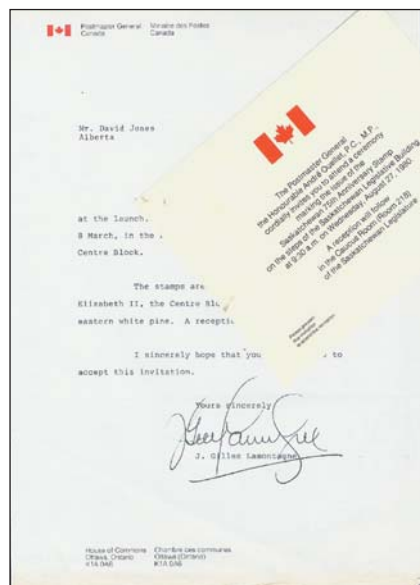 Postmaster General Ministre des Postes
Canada Canada
Mr. David Jones
Alberta
at the launch.
8 March, in the
Centre Block.
The stamps are
Elizabeth II, the Centre Blo
eastern white pine. A recepti
I sincerely hope that you to
accept this invitation.
Yours sincerely
J. Gilles Lamontagne
House of Commons Chambre des communes
Ottawa, Ontario Ottawa (Ontario)
K1A 0A6 K1A 0A6
The Postmaster General
the Honourable André Ouellet, P.C., M.P.,
cordially invites you to attend a ceremony
marking the issue of the
Saskatchewan 75th Anniversary Stamp
on the steps of the Saskatchewan Legislative Building
at 9:30 a.m. on Wednesday, August 27, 1980
A reception will follow
in the Caucus Room (Room 218)
of the Saskatchewan Legislature